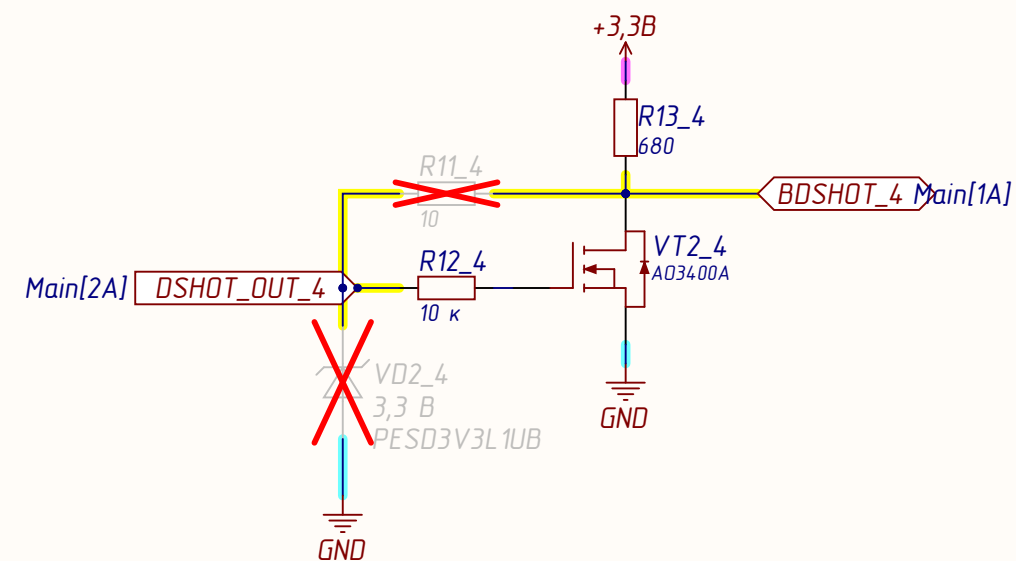 +3,3В
R13_4
680
R11_4
10
BDSHOT_4 Main[1A]
VT2_4
AO3400A
R12_4
10 к
Main[2A] DSHOT_OUT_4
VD2_4
3,3 В
PESD3V3L1UB
GND
GND